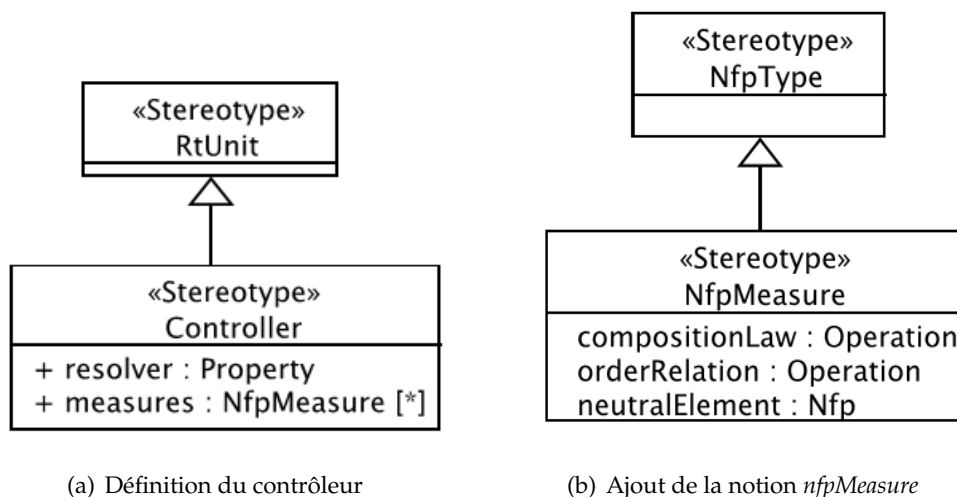 «Stereotype»
RtUnit
«Stereotype»
Controller
+ resolver : Property
+ measures : NfpMeasure [*]
(a) Définition du contrôleur
«Stereotype»
NfpType
«Stereotype»
NfpMeasure
compositionLaw : Operation
orderRelation : Operation
neutralElement : Nfp
(b) Ajout de la notion nfpMeasure